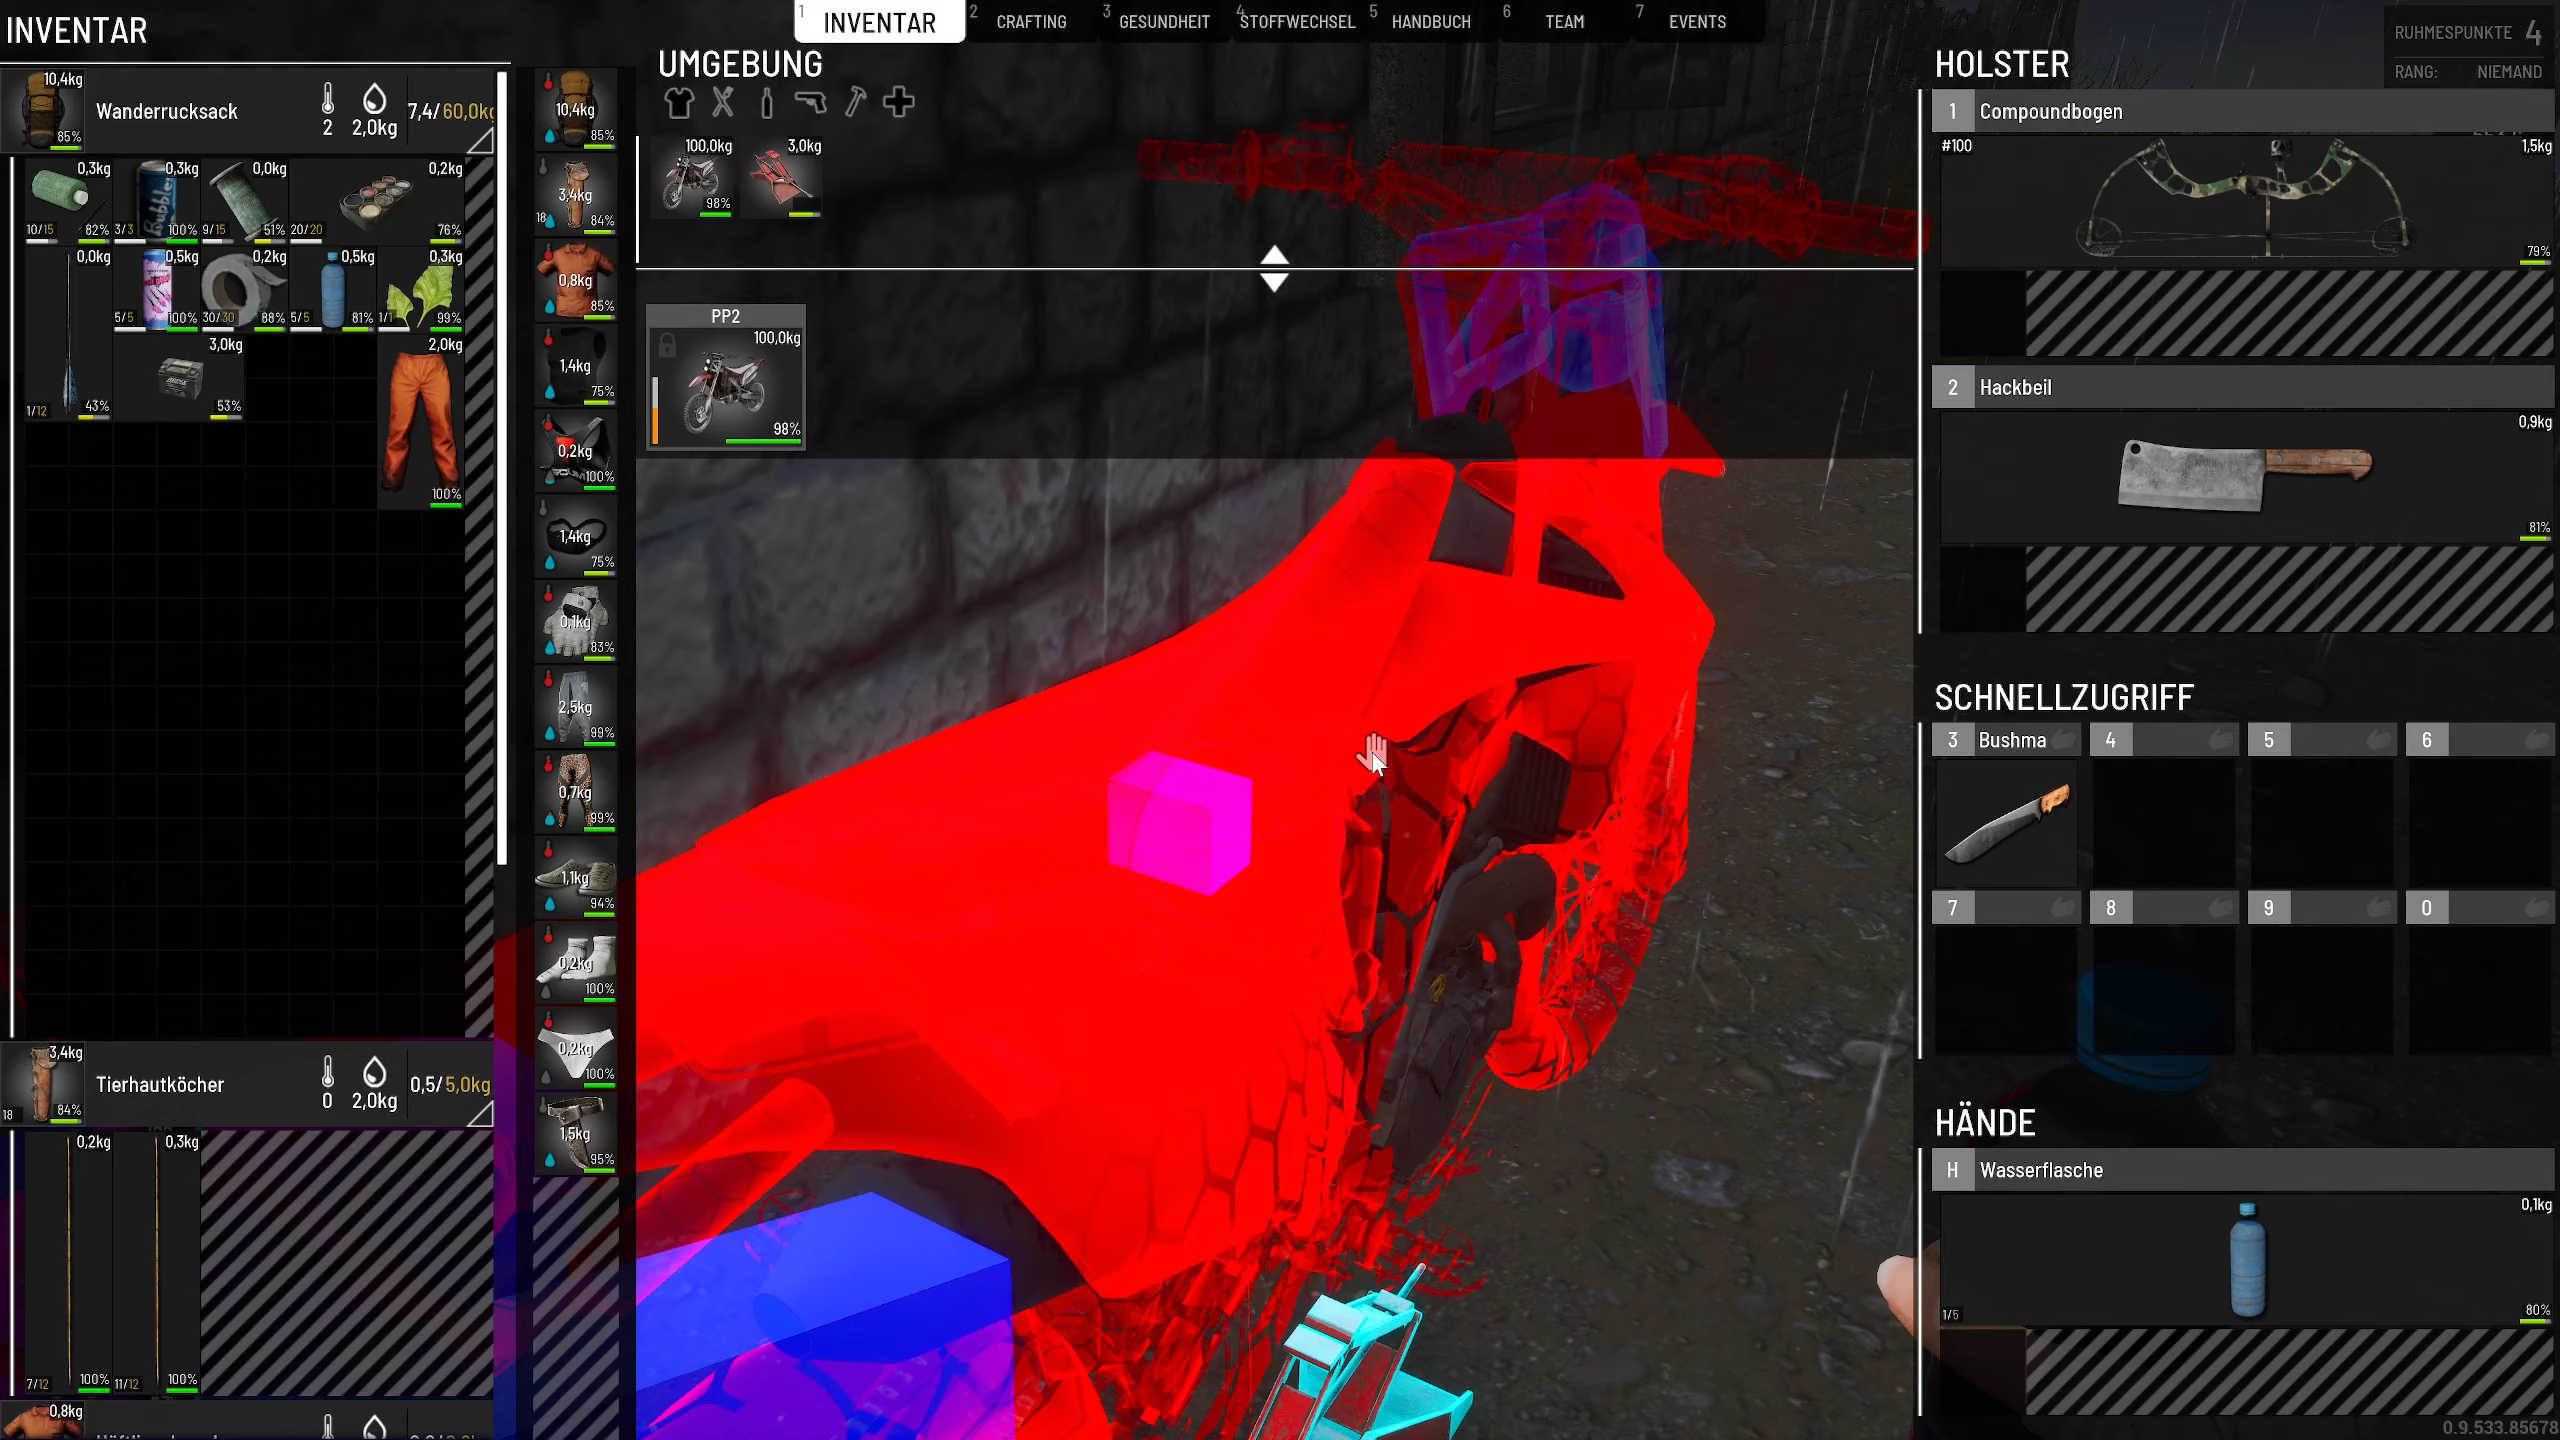 INVENTAR
1 INVENTAR
2 CRAFTING
3 GESUNDHEIT
4 STOFFWECHSEL
5 HANDBUCH
6 TEAM
7 EVENTS
RUHMESPUNKTE 4
RANG: NIEMAND
10,4kg
85%
Wanderrucksack
2
2,0kg
7,4/60,0kg
0,3kg 0,3kg 0,0kg 0,2kg
10/15 82% 3/3 100% 9/15 51% 20/20 76%
0,0kg 0,5kg 0,2kg 0,5kg 0,3kg
5/5 100% 30/30 88% 5/5 81% 1/1 99%
3,0kg 2,0kg
1/12 43% 53%
100%
3,4kg
18 84%
Tierhautköcher
0
2,0kg
0,5/5,0kg
0,2kg 0,3kg
7/12 100% 11/12 100%
0,8kg
10,4kg
85%
3,4kg
18 84%
0,8kg
85%
1,4kg
75%
0,2kg
100%
1,4kg
75%
0,1kg
83%
2,5kg
99%
0,7kg
99%
1,1kg
94%
0,2kg
100%
0,2kg
100%
1,5kg
95%
UMGEBUNG
100,0kg 3,0kg
98%
PP2
100,0kg
98%
HOLSTER
1 Compoundbogen
#100 1,5kg
79%
2 Hackbeil
0,9kg
81%
SCHNELLZUGRIFF
3 Bushma 4 5 6
7 8 9 0
HÄNDE
H Wasserflasche
0,1kg
1/5 80%
0.9.533.85678